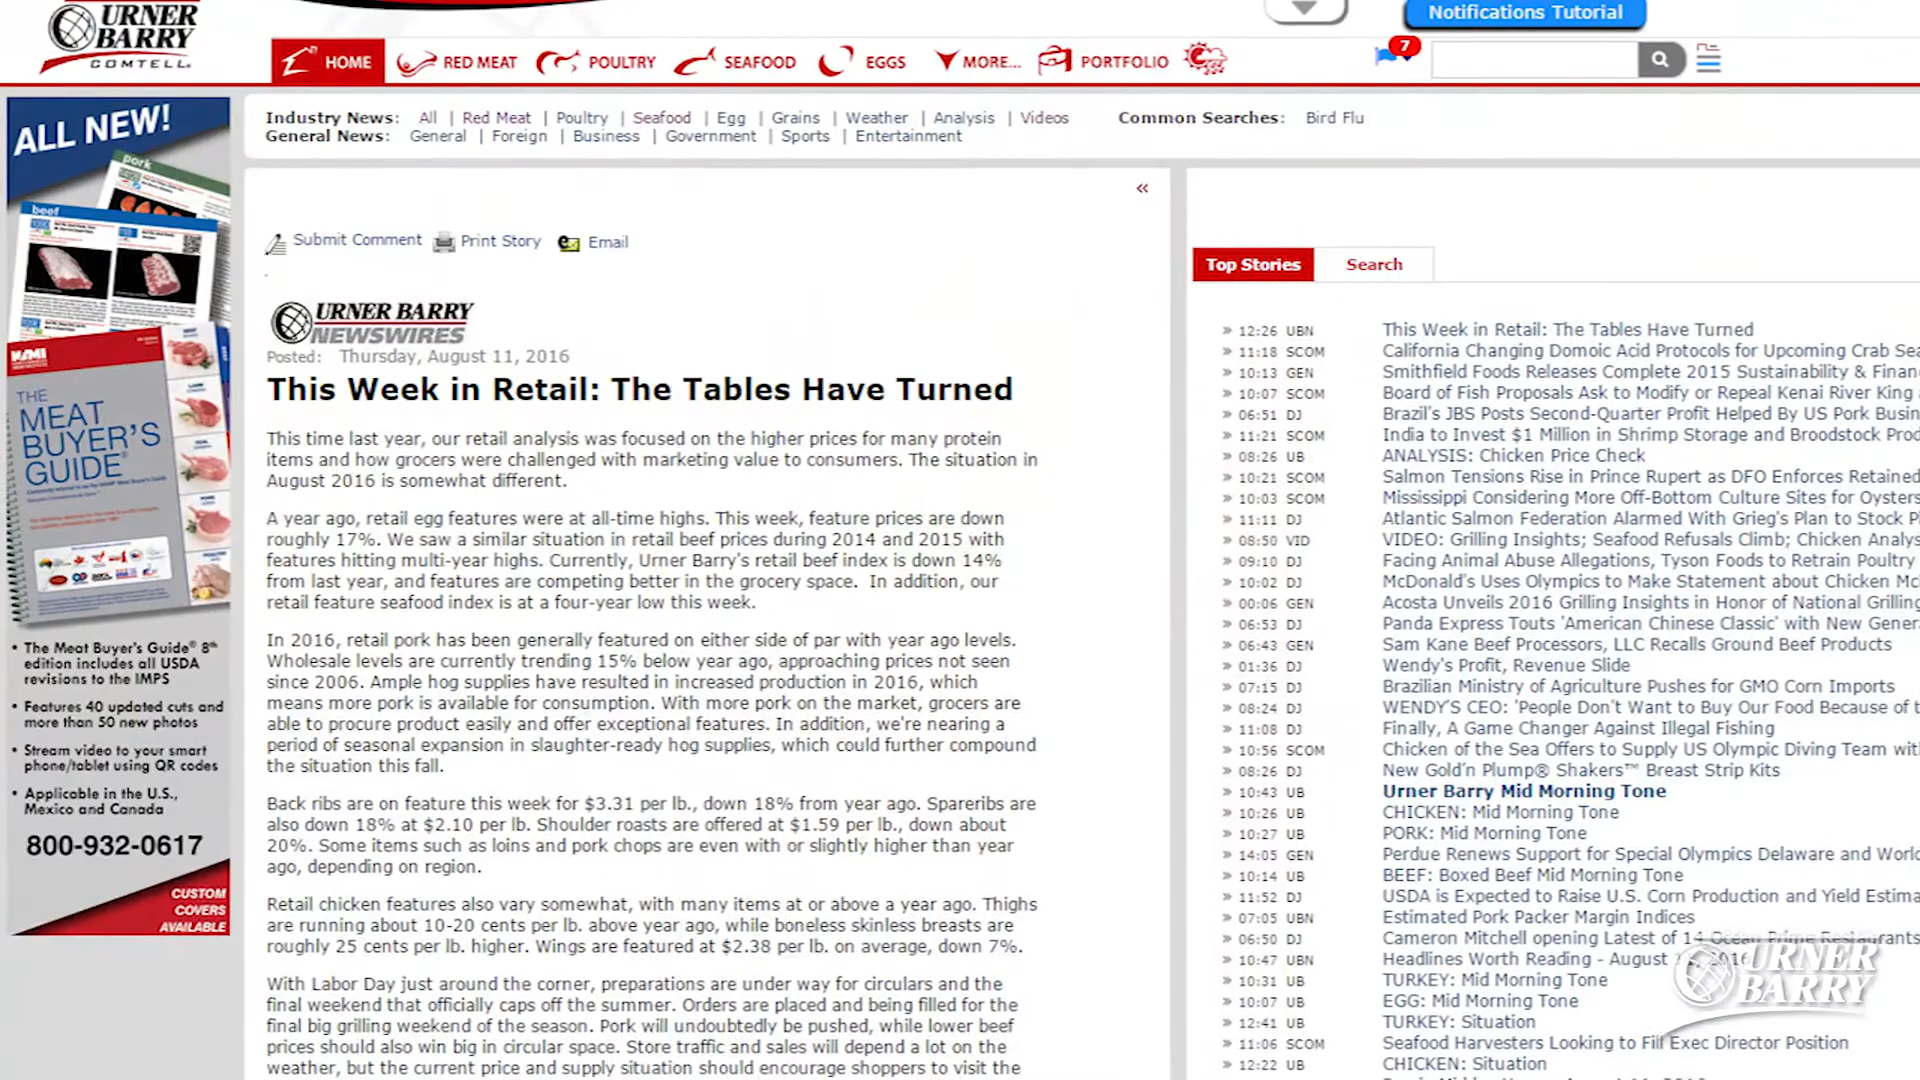 URNER
BARRY
COMTELL®
Notifications Tutorial
HOME
RED MEAT
POULTRY
SEAFOOD
EGGS
MORE...
PORTFOLIO
7
Industry News: All | Red Meat | Poultry | Seafood | Egg | Grains | Weather | Analysis | Videos
Common Searches: Bird Flu
General News: General | Foreign | Business | Government | Sports | Entertainment
ALL NEW!
pork
beef
THE
MEAT
BUYER'S
GUIDE®
• The Meat Buyer's Guide® 8th
edition includes all USDA
revisions to the IMPS
• Features 40 updated cuts and
more than 50 new photos
• Stream video to your smart
phone/tablet using QR codes
• Applicable in the U.S.,
Mexico and Canada
800-932-0617
CUSTOM
COVERS
AVAILABLE
«
Submit Comment
Print Story
Email
URNER BARRY
NEWSWIRES
Posted: Thursday, August 11, 2016
This Week in Retail: The Tables Have Turned
This time last year, our retail analysis was focused on the higher prices for many protein
items and how grocers were challenged with marketing value to consumers. The situation in
August 2016 is somewhat different.
A year ago, retail egg features were at all-time highs. This week, feature prices are down
roughly 17%. We saw a similar situation in retail beef prices during 2014 and 2015 with
features hitting multi-year highs. Currently, Urner Barry's retail beef index is down 14%
from last year, and features are competing better in the grocery space. In addition, our
retail feature seafood index is at a four-year low this week.
In 2016, retail pork has been generally featured on either side of par with year ago levels.
Wholesale levels are currently trending 15% below year ago, approaching prices not seen
since 2006. Ample hog supplies have resulted in increased production in 2016, which
means more pork is available for consumption. With more pork on the market, grocers are
able to procure product easily and offer exceptional features. In addition, we're nearing a
period of seasonal expansion in slaughter-ready hog supplies, which could further compound
the situation this fall.
Back ribs are on feature this week for $3.31 per lb., down 18% from year ago. Spareribs are
also down 18% at $2.10 per lb. Shoulder roasts are offered at $1.59 per lb., down about
20%. Some items such as loins and pork chops are even with or slightly higher than year
ago, depending on region.
Retail chicken features also vary somewhat, with many items at or above a year ago. Thighs
are running about 10-20 cents per lb. above year ago, while boneless skinless breasts are
roughly 25 cents per lb. higher. Wings are featured at $2.38 per lb. on average, down 7%.
With Labor Day just around the corner, preparations are under way for circulars and the
final weekend that officially caps off the summer. Orders are placed and being filled for the
final big grilling weekend of the season. Pork will undoubtedly be pushed, while lower beef
prices should also win big in circular space. Store traffic and sales will depend a lot on the
weather, but the current price and supply situation should encourage shoppers to visit the
Top Stories
Search
» 12:26 UBN This Week in Retail: The Tables Have Turned
» 11:18 SCOM California Changing Domoic Acid Protocols for Upcoming Crab Sea
» 10:13 GEN Smithfield Foods Releases Complete 2015 Sustainability & Finan
» 10:07 SCOM Board of Fish Proposals Ask to Modify or Repeal Kenai River King
» 06:51 DJ Brazil's JBS Posts Second-Quarter Profit Helped By US Pork Busin
» 11:21 SCOM India to Invest $1 Million in Shrimp Storage and Broodstock Prod
» 08:26 UB ANALYSIS: Chicken Price Check
» 10:21 SCOM Salmon Tensions Rise in Prince Rupert as DFO Enforces Retained
» 10:03 SCOM Mississippi Considering More Off-Bottom Culture Sites for Oysters
» 11:11 DJ Atlantic Salmon Federation Alarmed With Grieg's Plan to Stock Pl
» 08:50 VID VIDEO: Grilling Insights; Seafood Refusals Climb; Chicken Analys
» 09:10 DJ Facing Animal Abuse Allegations, Tyson Foods to Retrain Poultry
» 10:02 DJ McDonald's Uses Olympics to Make Statement about Chicken Mc
» 00:06 GEN Acosta Unveils 2016 Grilling Insights in Honor of National Grilling
» 06:53 DJ Panda Express Touts 'American Chinese Classic' with New Genera
» 06:43 GEN Sam Kane Beef Processors, LLC Recalls Ground Beef Products
» 01:36 DJ Wendy's Profit, Revenue Slide
» 07:15 DJ Brazilian Ministry of Agriculture Pushes for GMO Corn Imports
» 08:24 DJ WENDY'S CEO: 'People Don't Want to Buy Our Food Because of t
» 11:08 DJ Finally, A Game Changer Against Illegal Fishing
» 10:56 SCOM Chicken of the Sea Offers to Supply US Olympic Diving Team with
» 08:26 DJ New Gold'n Plump® Shakers™ Breast Strip Kits
» 10:43 UB Urner Barry Mid Morning Tone
» 10:26 UB CHICKEN: Mid Morning Tone
» 10:27 UB PORK: Mid Morning Tone
» 14:05 GEN Perdue Renews Support for Special Olympics Delaware and World
» 10:14 UB BEEF: Boxed Beef Mid Morning Tone
» 11:52 DJ USDA is Expected to Raise U.S. Corn Production and Yield Estima
» 07:05 UBN Estimated Pork Packer Margin Indices
» 06:50 DJ Cameron Mitchell opening Latest of 14 Ocean Prime Restaurants
» 10:47 UBN Headlines Worth Reading - August 2016
» 10:31 UB TURKEY: Mid Morning Tone
» 10:07 UB EGG: Mid Morning Tone
» 12:41 UB TURKEY: Situation
» 11:06 SCOM Seafood Harvesters Looking to Fill Exec Director Position
» 12:22 UB CHICKEN: Situation
URNER
BARRY